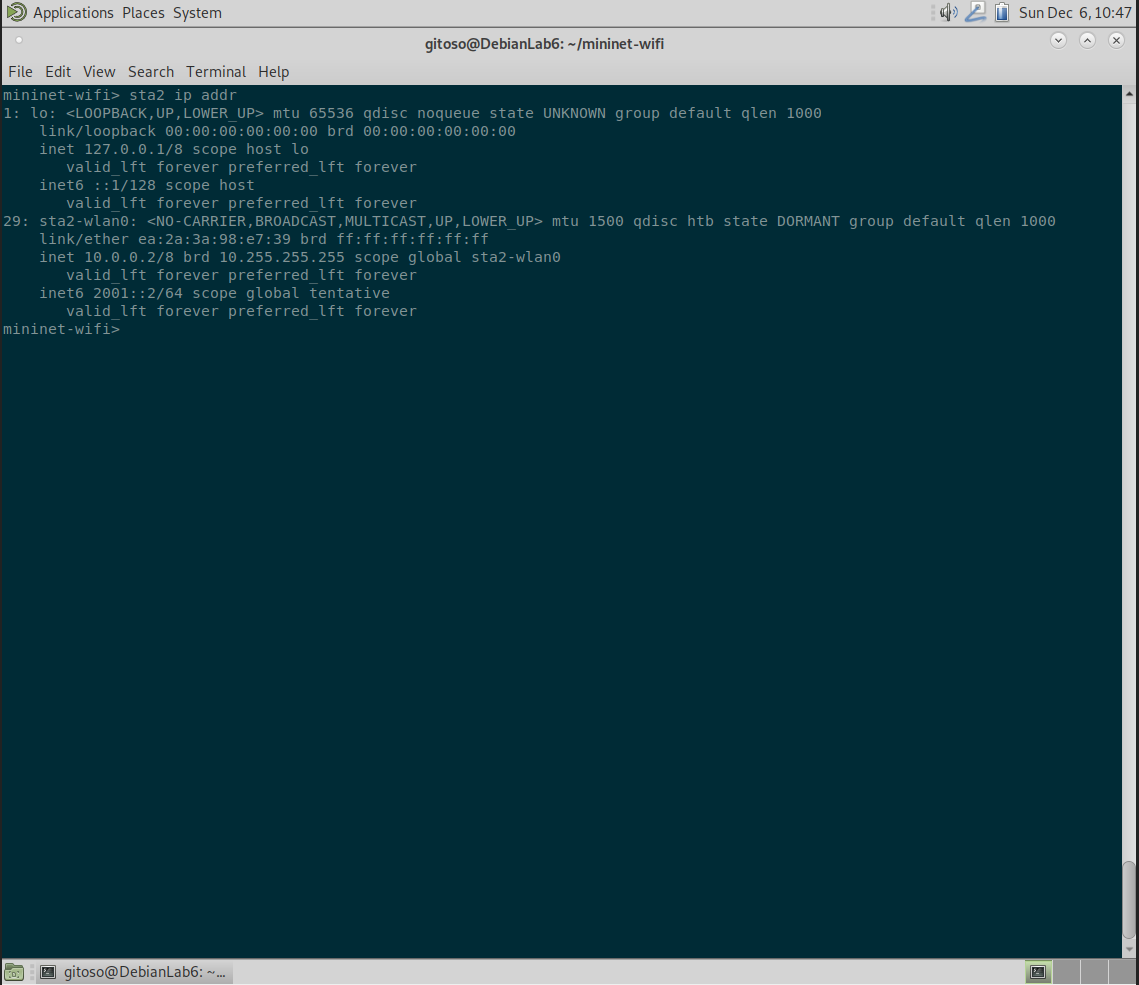 Applications Places System Sun Dec 6, 10:47
gitoso@DebianLab6: ~/mininet-wifi
File Edit View Search Terminal Help
mininet-wifi> sta2 ip addr
1: lo: <LOOPBACK,UP,LOWER_UP> mtu 65536 qdisc noqueue state UNKNOWN group default qlen 1000
    link/loopback 00:00:00:00:00:00 brd 00:00:00:00:00:00
    inet 127.0.0.1/8 scope host lo
       valid_lft forever preferred_lft forever
    inet6 ::1/128 scope host
       valid_lft forever preferred_lft forever
29: sta2-wlan0: <NO-CARRIER,BROADCAST,MULTICAST,UP,LOWER_UP> mtu 1500 qdisc htb state DORMANT group default qlen 1000
    link/ether ea:2a:3a:98:e7:39 brd ff:ff:ff:ff:ff:ff
    inet 10.0.0.2/8 brd 10.255.255.255 scope global sta2-wlan0
       valid_lft forever preferred_lft forever
    inet6 2001::2/64 scope global tentative
       valid_lft forever preferred_lft forever
mininet-wifi>
gitoso@DebianLab6: ~...